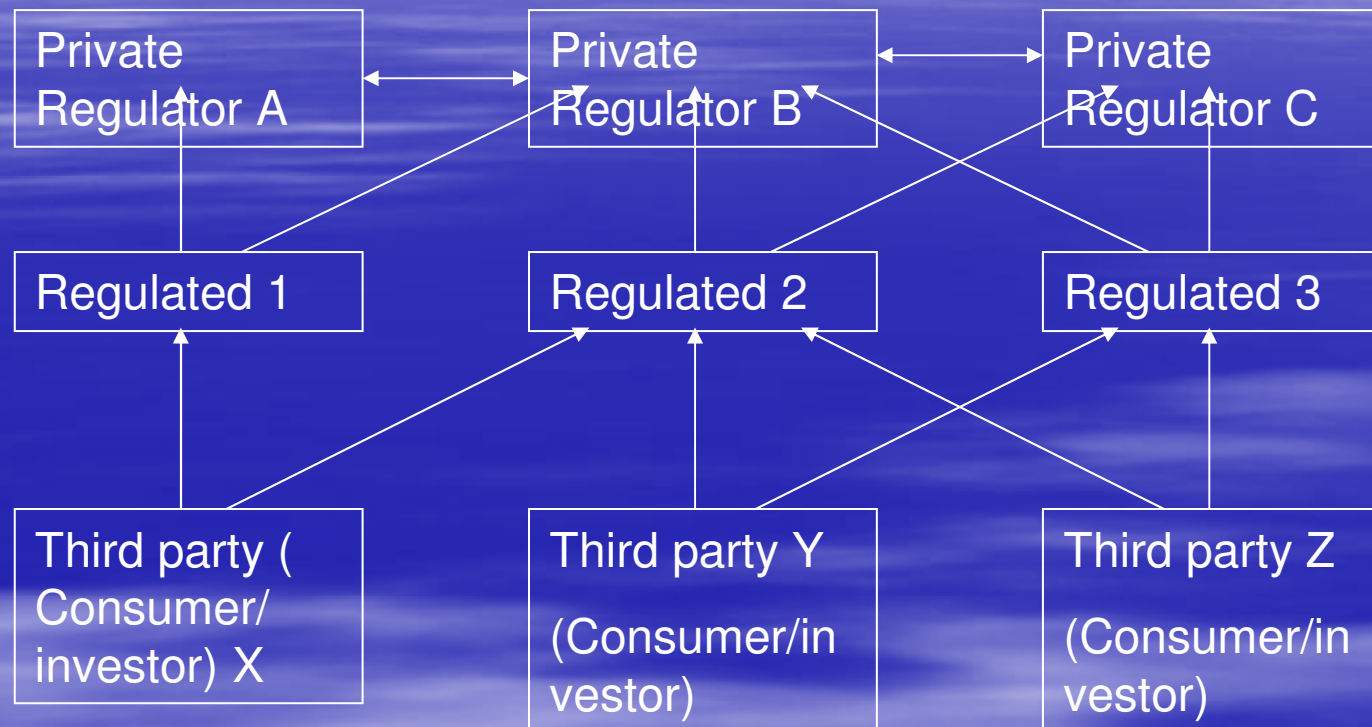 Private
Regulator A
Private
Regulator B
Private
Regulator C
Regulated 1
Regulated 2
Regulated 3
Third party (
Consumer/
investor) X
Third party Y
(Consumer/in
vestor)
Third party Z
(Consumer/in
vestor)